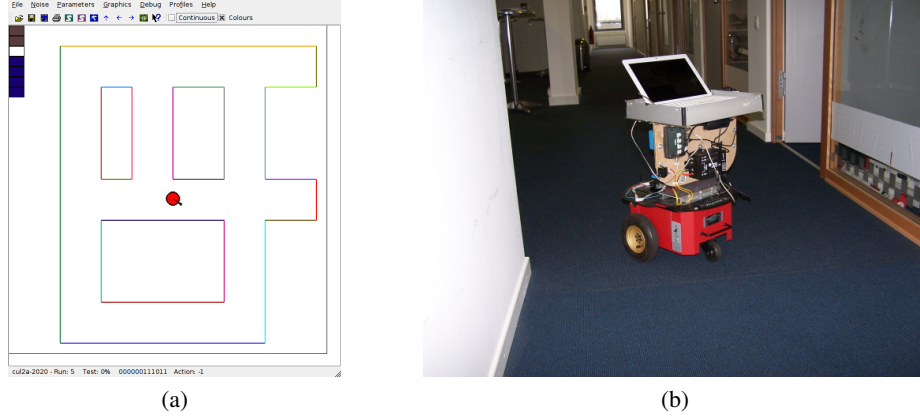 File Noise Parameters Graphics Debug Profiles Help
Continuous Colours
cul2a-2020 - Run: 5 Test: 0% 000000111011 Action: -1
(a) (b)